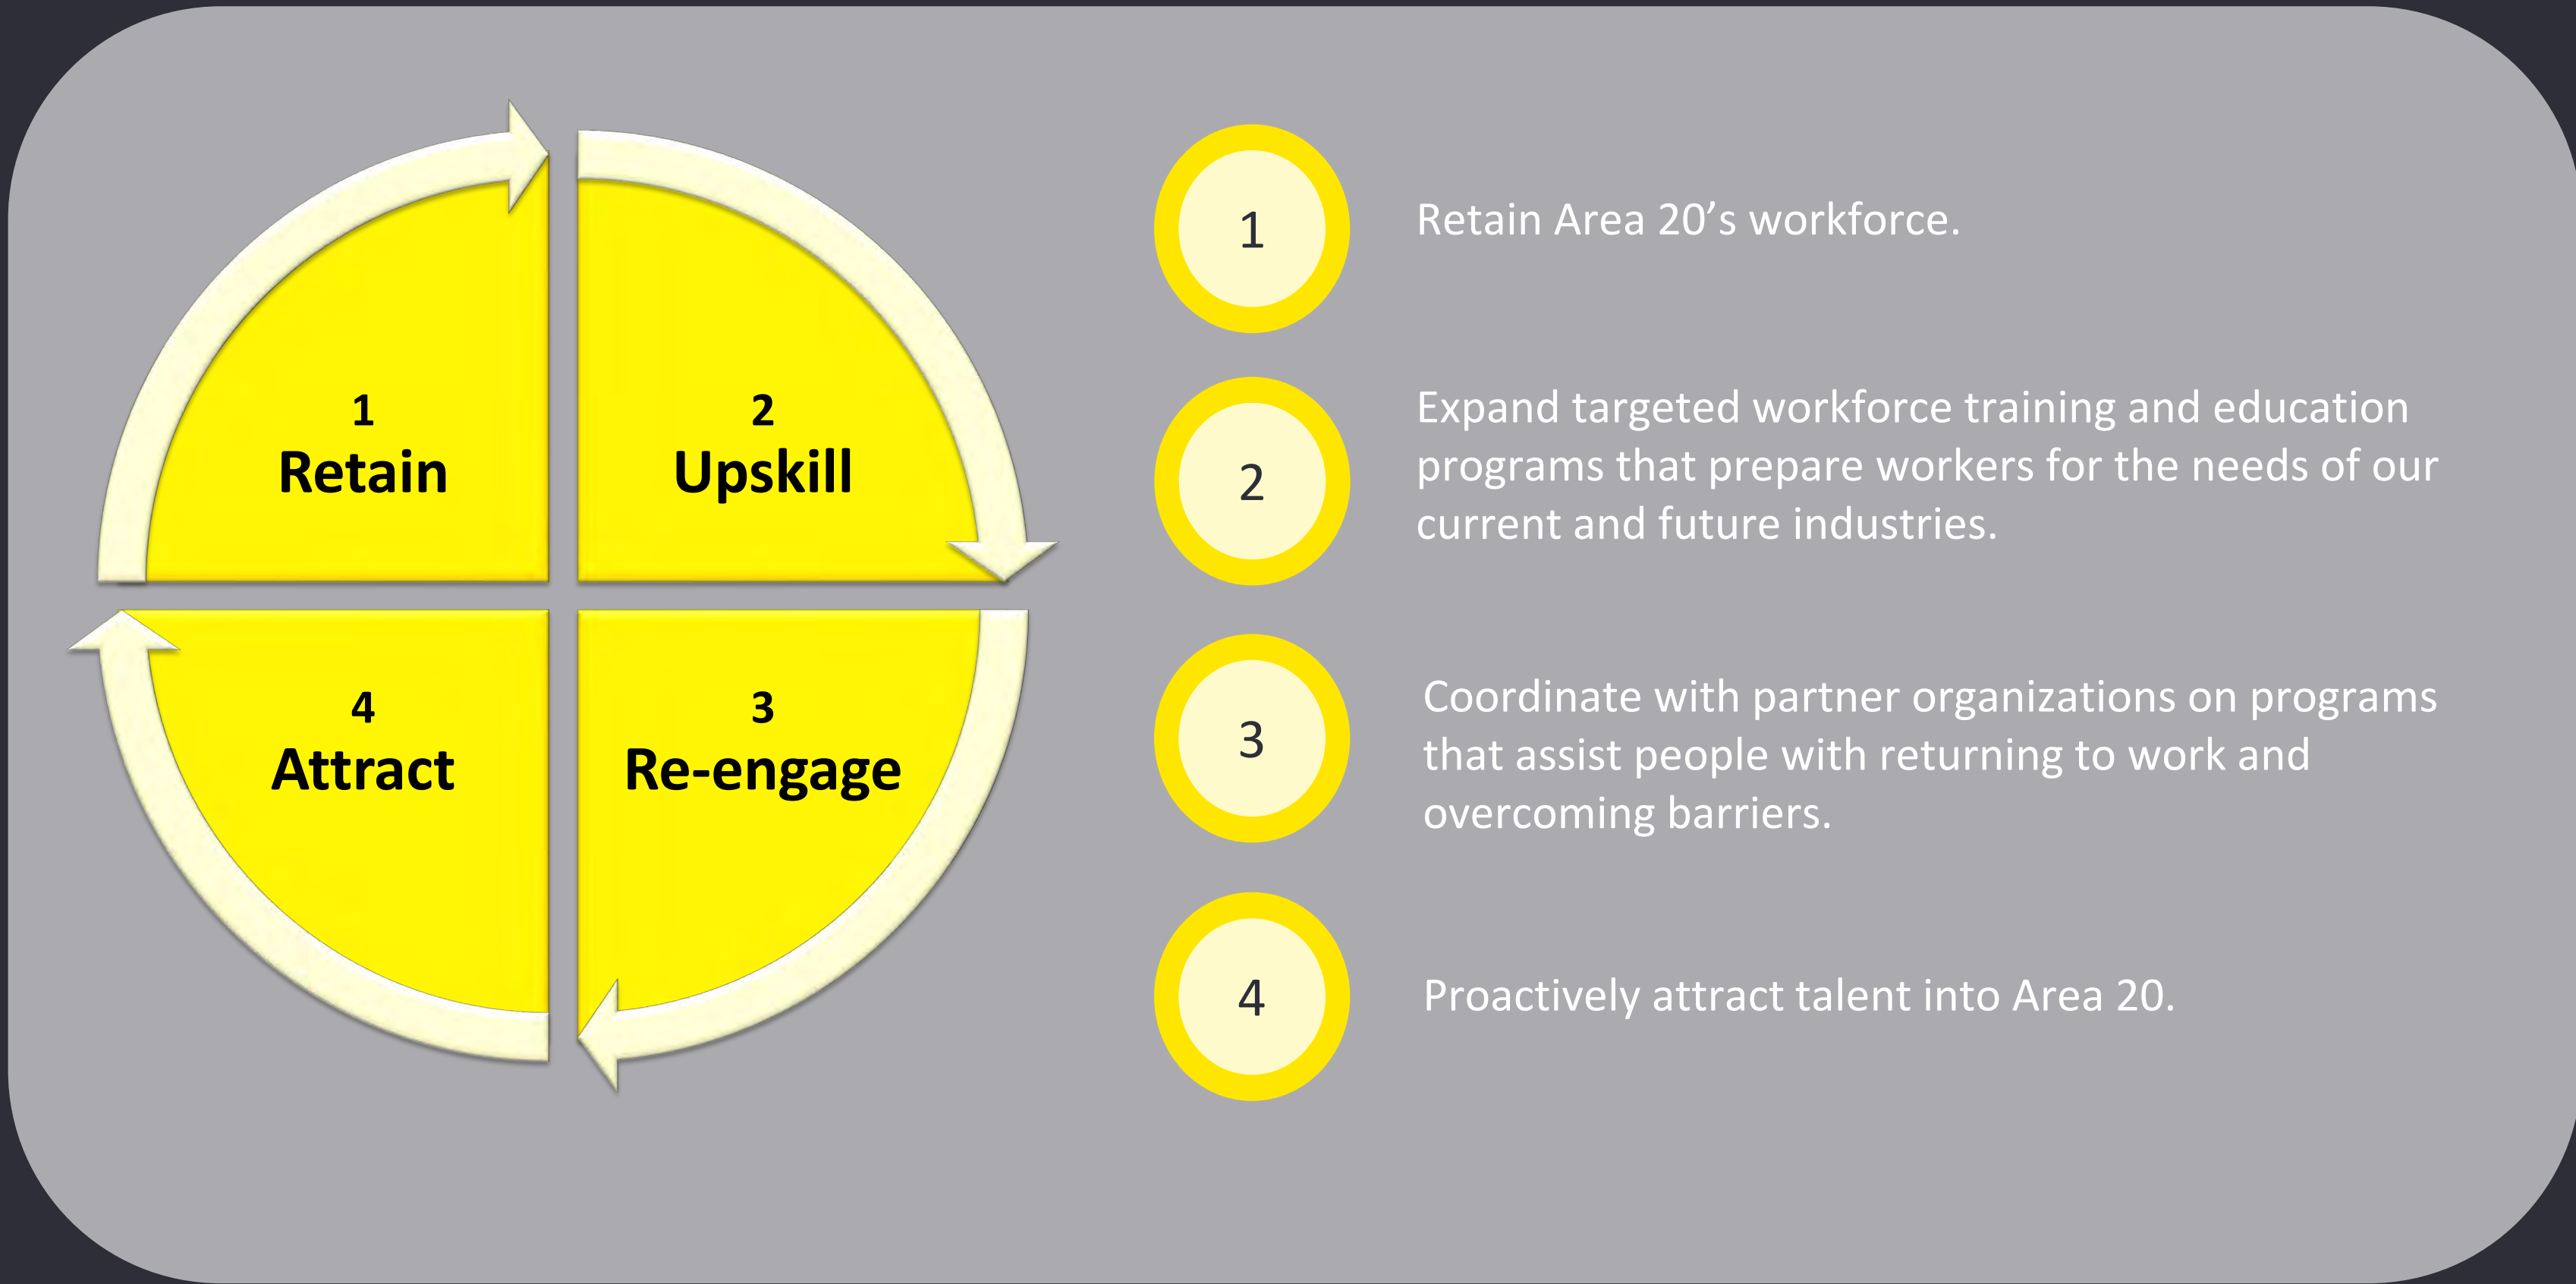 1
Retain
2
Upskill
4
Attract
3
Re-engage
1
Retain Area 20’s workforce.
2
Expand targeted workforce training and education
programs that prepare workers for the needs of our
current and future industries.
3
Coordinate with partner organizations on programs
that assist people with returning to work and
overcoming barriers.
4
Proactively attract talent into Area 20.